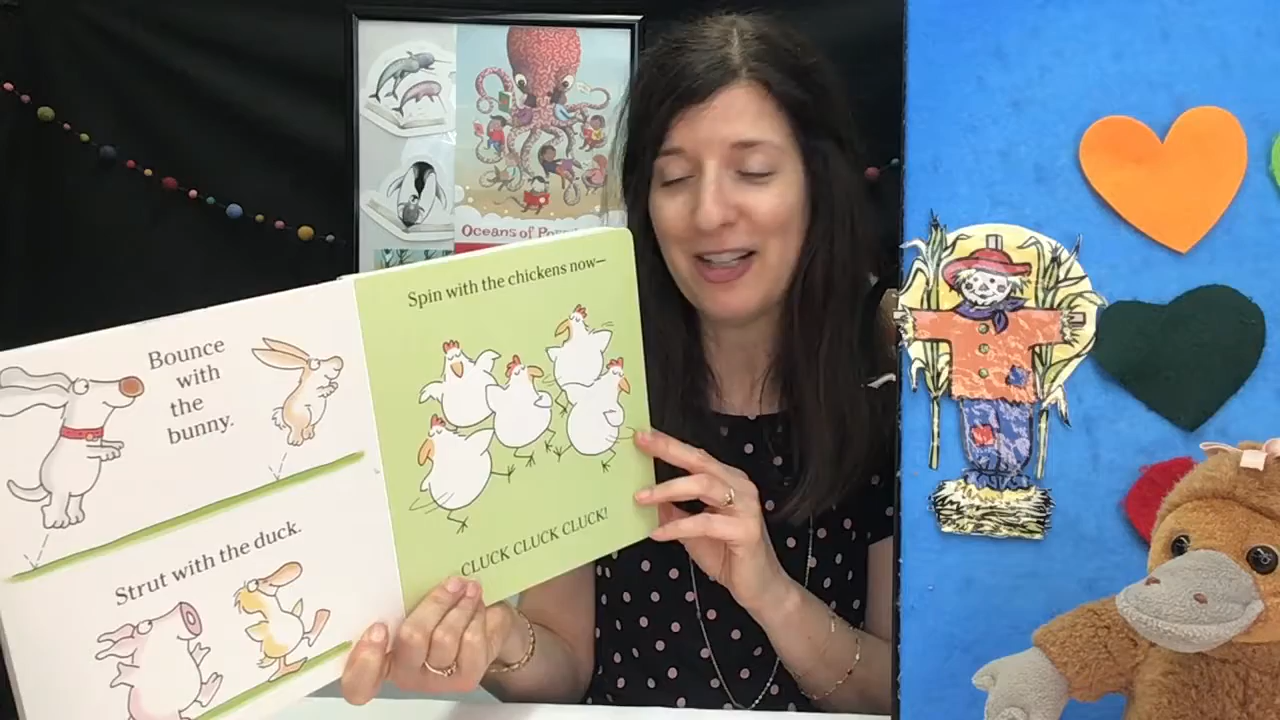 Oceans of
Bounce
with
the
bunny.
Strut with the duck.
Spin with the chickens now—
CLUCK CLUCK CLUCK!